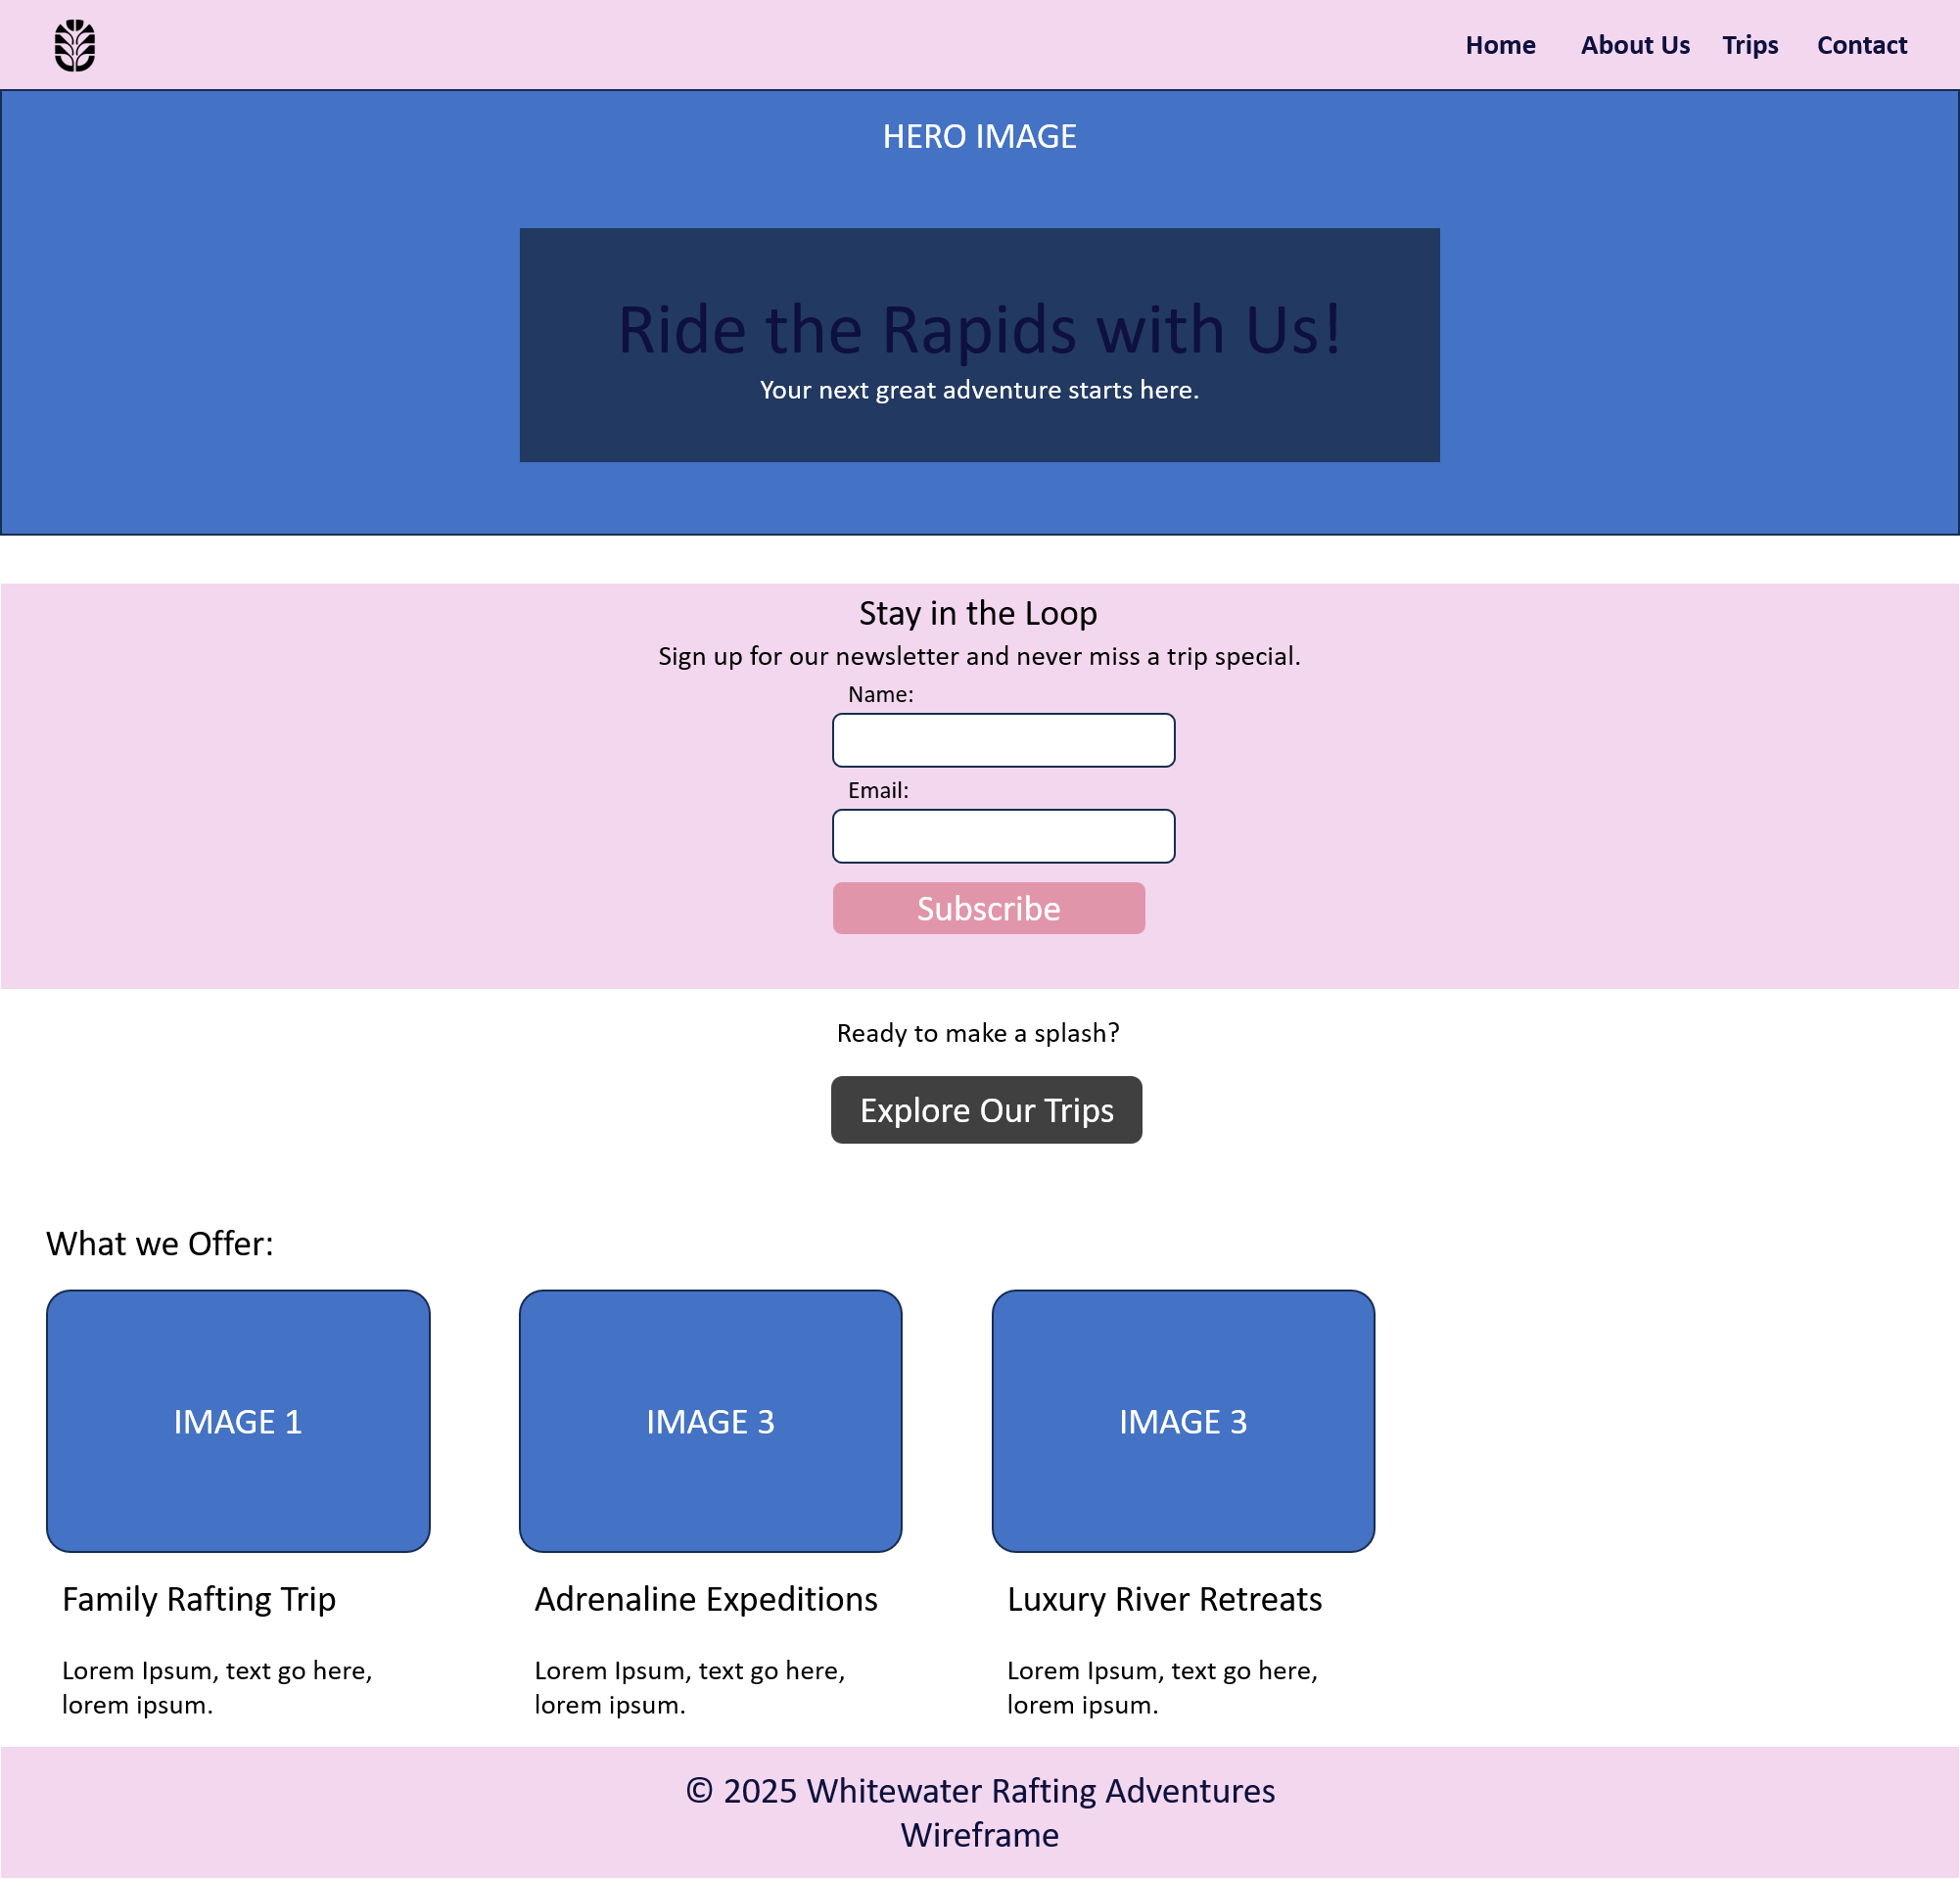 Home About Us Trips Contact
HERO IMAGE
Ride the Rapids with Us!
Your next great adventure starts here.
Stay in the Loop
Sign up for our newsletter and never miss a trip special.
Name:
Email:
Subscribe
Ready to make a splash?
Explore Our Trips
What we Offer:
IMAGE 1
IMAGE 3
IMAGE 3
Family Rafting Trip
Lorem Ipsum, text go here,
lorem ipsum.
Adrenaline Expeditions
Lorem Ipsum, text go here,
lorem ipsum.
Luxury River Retreats
Lorem Ipsum, text go here,
lorem ipsum.
© 2025 Whitewater Rafting Adventures
Wireframe